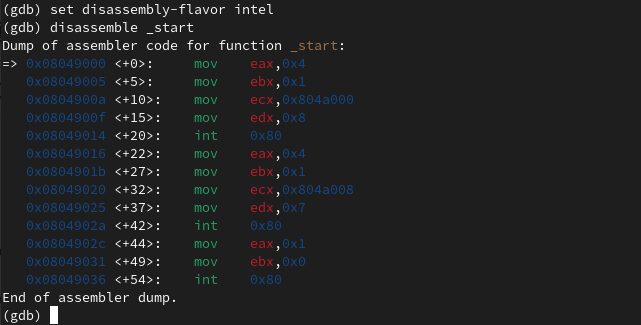 (gdb) set disassembly-flavor intel
(gdb) disassemble _start
Dump of assembler code for function _start:
=> 0x08049000 <+0>:     mov    eax,0x4
   0x08049005 <+5>:     mov    ebx,0x1
   0x0804900a <+10>:    mov    ecx,0x804a000
   0x0804900f <+15>:    mov    edx,0x8
   0x08049014 <+20>:    int    0x80
   0x08049016 <+22>:    mov    eax,0x4
   0x0804901b <+27>:    mov    ebx,0x1
   0x08049020 <+32>:    mov    ecx,0x804a008
   0x08049025 <+37>:    mov    edx,0x7
   0x0804902a <+42>:    int    0x80
   0x0804902c <+44>:    mov    eax,0x1
   0x08049031 <+49>:    mov    ebx,0x0
   0x08049036 <+54>:    int    0x80
End of assembler dump.
(gdb)